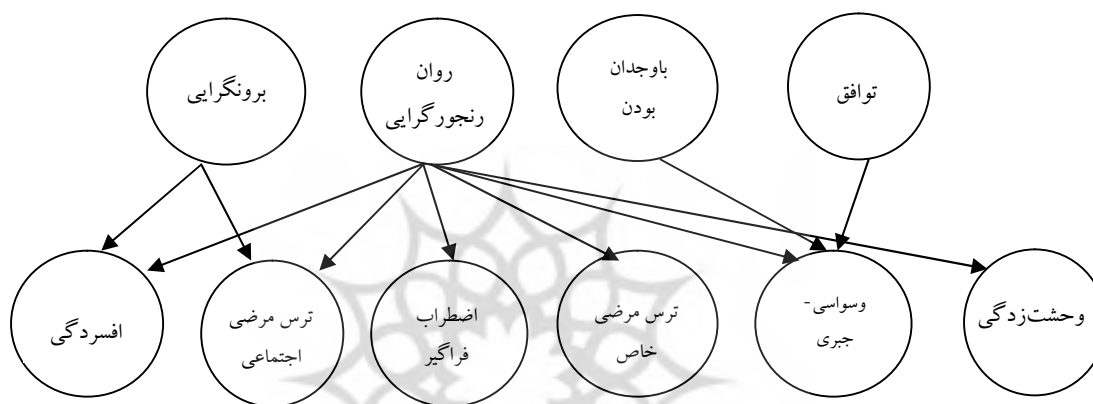 توافق
باوجدان
بودن
روان
رنجورگرایی
برونگرایی
وحشت‌زدگی
وسواسی-
جبری
ترس مرضی
خاص
اضطراب
فراگیر
ترس مرضی
اجتماعی
افسردگی